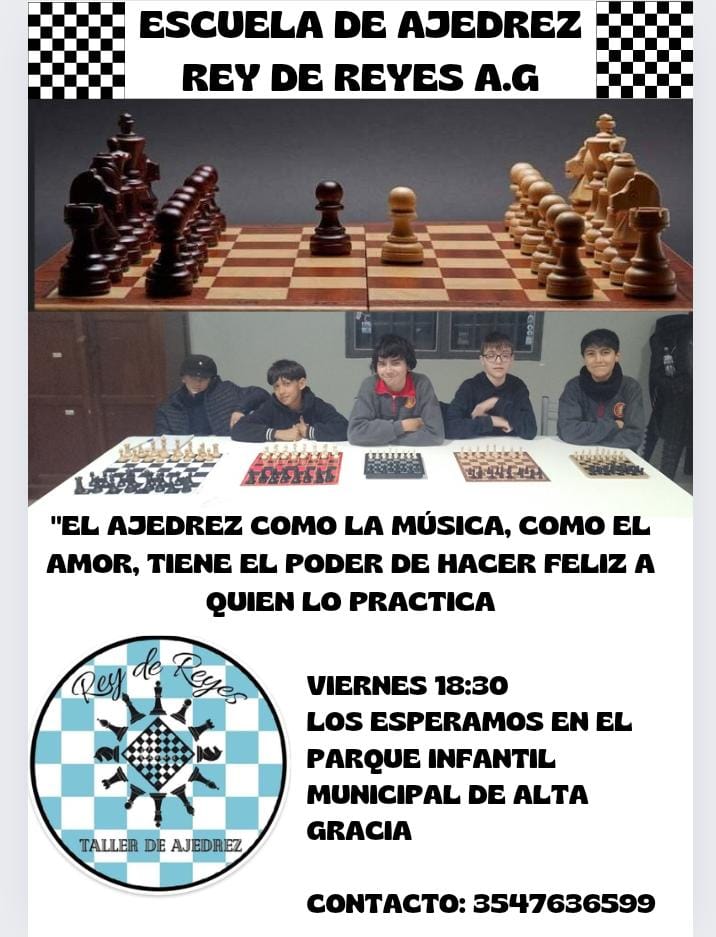 ESCUELA DE AJEDREZ
REY DE REYES A.G
"EL AJEDREZ COMO LA MÚSICA, COMO EL
AMOR, TIENE EL PODER DE HACER FELIZ A
QUIEN LO PRACTICA
Rey de Reyes
TALLER DE AJEDREZ
VIERNES 18:30
LOS ESPERAMOS EN EL
PARQUE INFANTIL
MUNICIPAL DE ALTA
GRACIA
CONTACTO: 3547636599